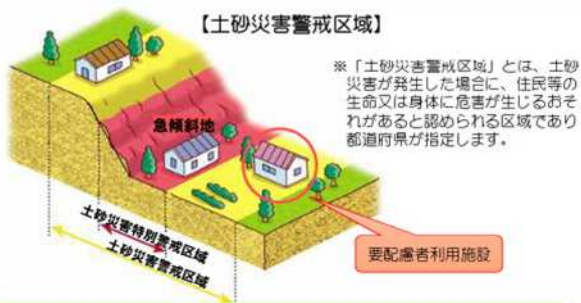 【土砂災害警戒区域】
※「土砂災害警戒区域」とは、土砂
災害が発生した場合に、住民等の
生命又は身体に危害が生じるおそ
れがあると認められる区域であり
都道府県が指定します。
急傾斜地
土砂災害特別警戒区域
土砂災害警戒区域
要配慮者利用施設